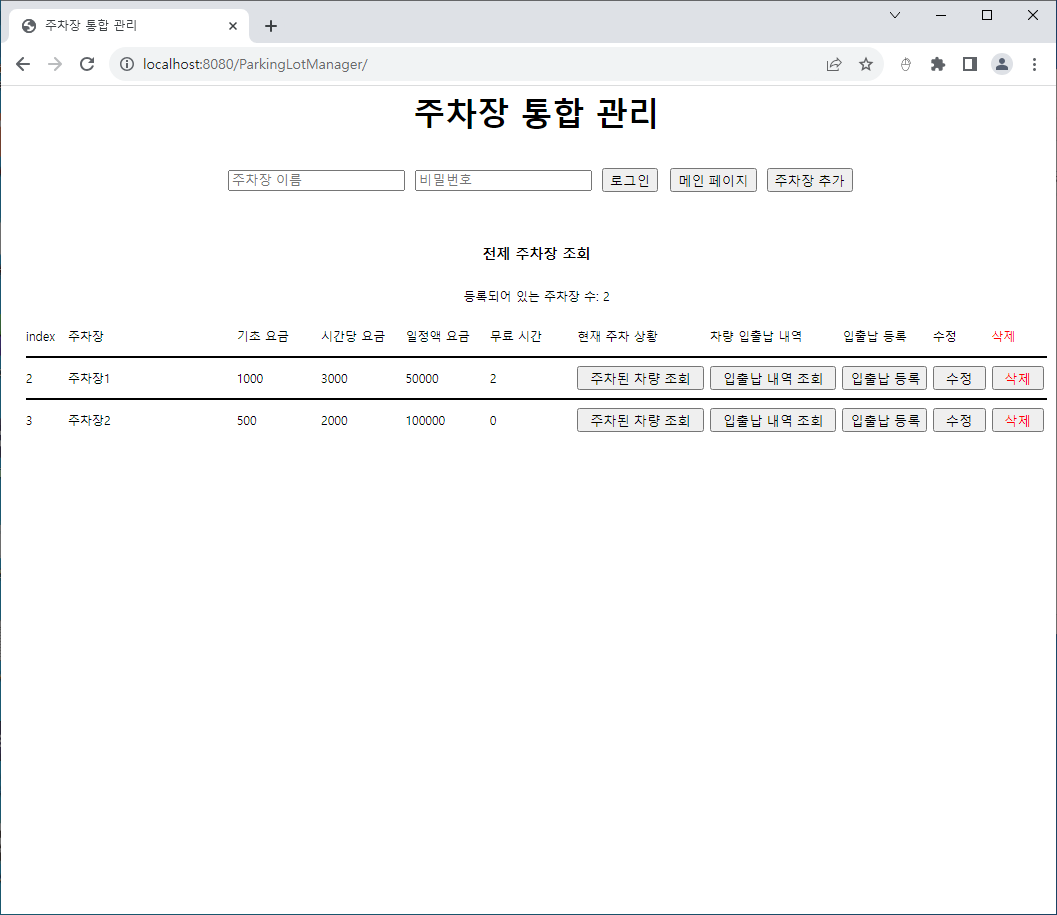 주차장 통합 관리
localhost:8080/ParkingLotManager/
주차장 통합 관리
주차장 이름 비밀번호 로그인 메인 페이지 주차장 추가
전제 주차장 조회
등록되어 있는 주차장 수: 2
index 주차장 기초 요금 시간당 요금 일정액 요금 무료 시간 현재 주차 상황 차량 입출납 내역 입출납 등록 수정 삭제
2 주차장1 1000 3000 50000 2 주차된 차량 조회 입출납 내역 조회 입출납 등록 수정 삭제
3 주차장2 500 2000 100000 0 주차된 차량 조회 입출납 내역 조회 입출납 등록 수정 삭제